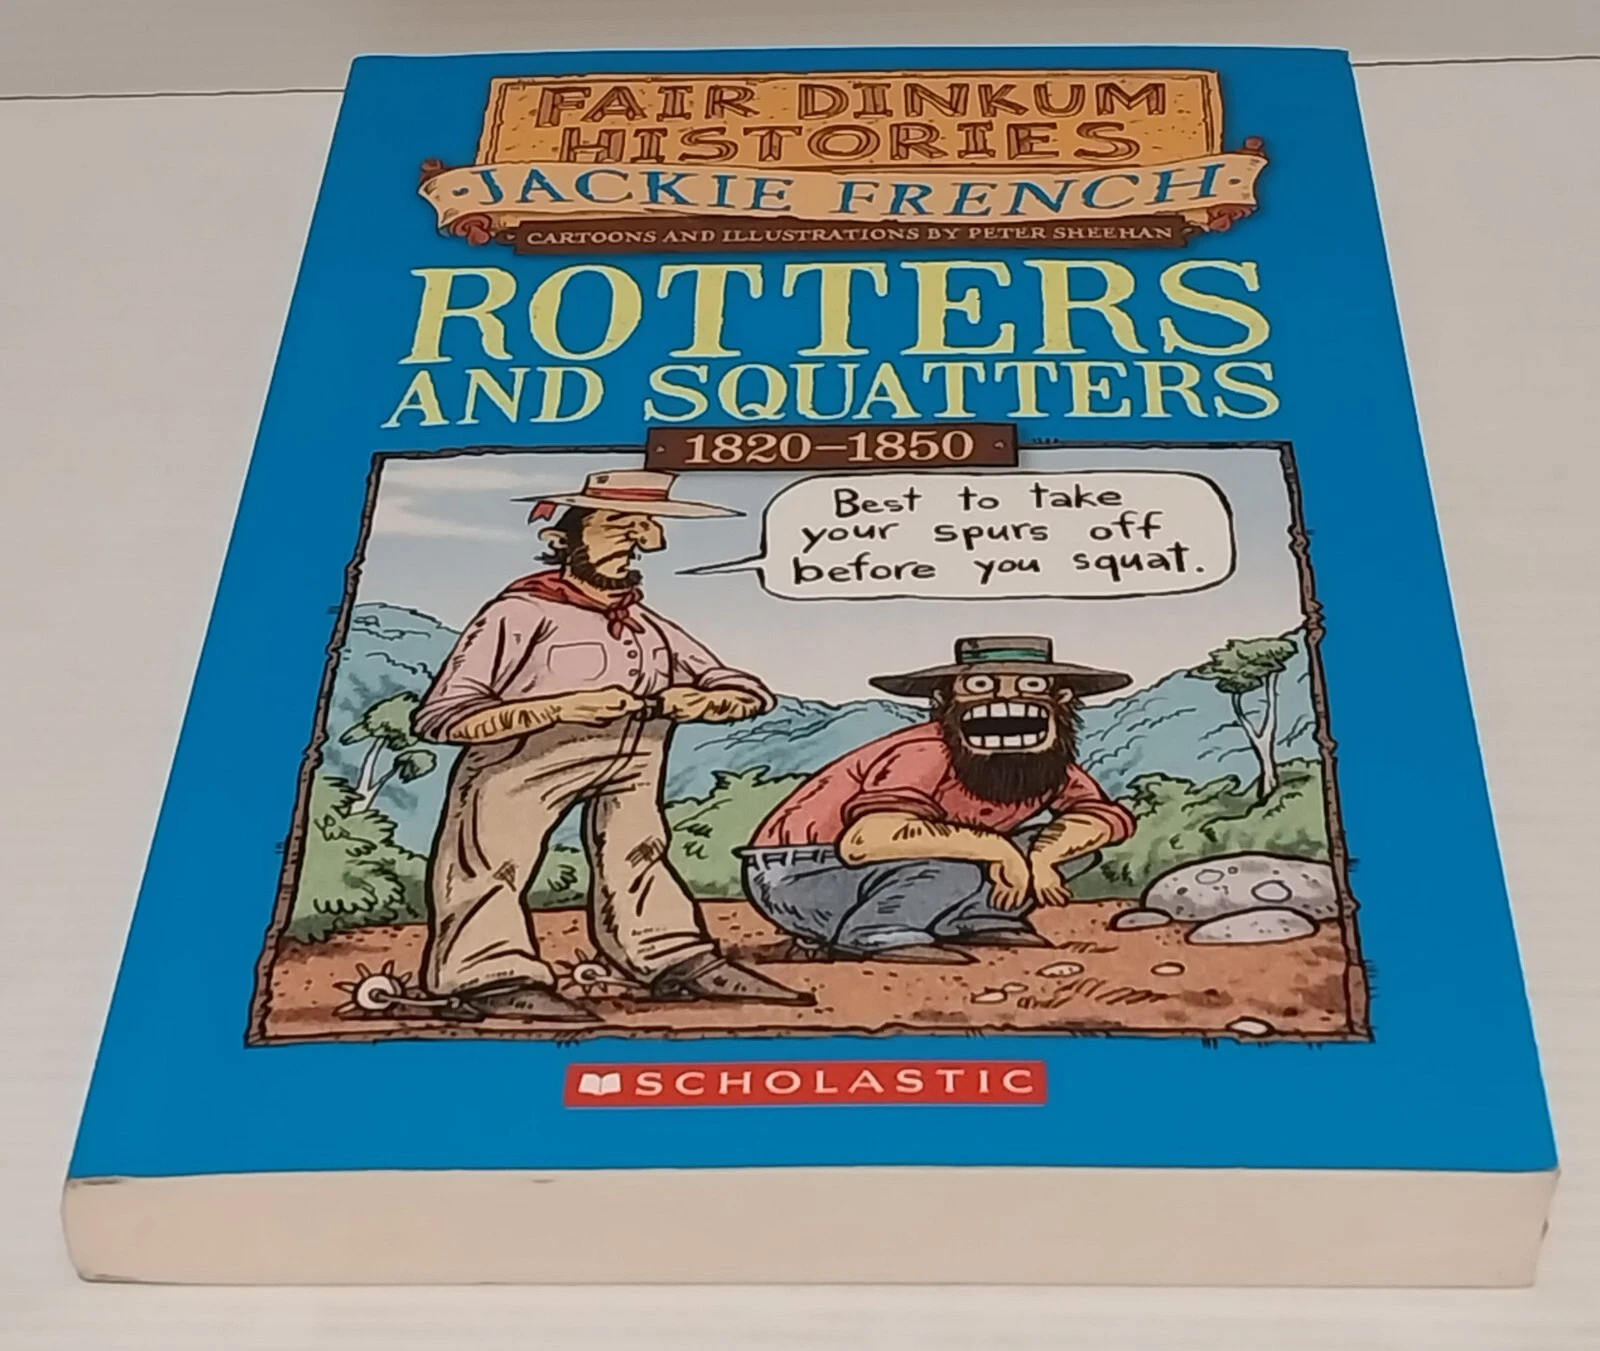 FAIR DINKUM
HISTORIES
·JACKIE FRENCH·
CARTOONS AND ILLUSTRATIONS BY PETER SHEEHAN
ROTTERS
AND SQUATTERS
1820–1850
Best to take
your spurs off
before you squat.
SCHOLASTIC